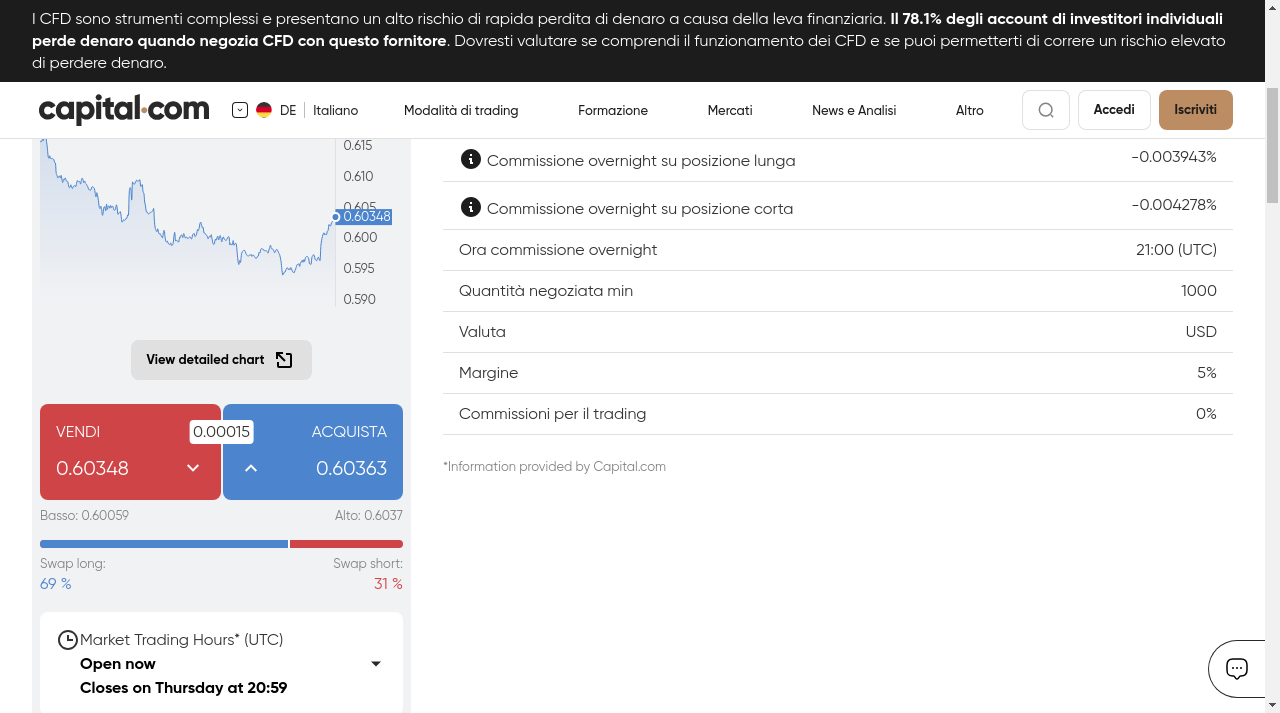 I CFD sono strumenti complessi e presentano un alto rischio di rapida perdita di denaro a causa della leva finanziaria. Il 78.1% degli account di investitori individuali
perde denaro quando negozia CFD con questo fornitore. Dovresti valutare se comprendi il funzionamento dei CFD e se puoi permetterti di correre un rischio elevato
di perdere denaro.
capital.com
DE
Italiano
Modalità di trading
Formazione
Mercati
News e Analisi
Altro
Accedi
Iscriviti
0.615
0.610
0.605
0.60348
0.600
0.595
0.590
View detailed chart
VENDI
0.60348
0.00015
ACQUISTA
0.60363
Basso: 0.60059
Alto: 0.6037
Swap long:
Swap short:
69 %
31 %
Market Trading Hours* (UTC)
Open now
Closes on Thursday at 20:59
Commissione overnight su posizione lunga
-0.003943%
Commissione overnight su posizione corta
-0.004278%
Ora commissione overnight
21:00 (UTC)
Quantità negoziata min
1000
Valuta
USD
Margine
5%
Commissioni per il trading
0%
*Information provided by Capital.com